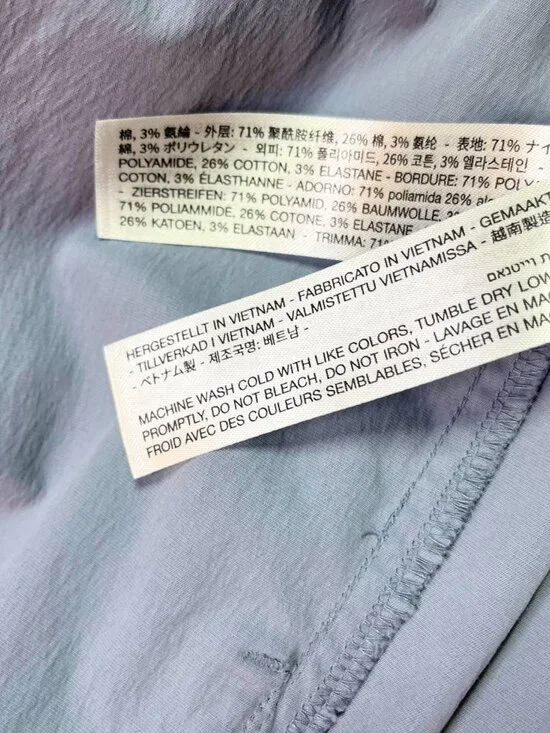 棉, 3% 氨綸 - 外层: 71% 聚酰胺纤维, 26% 棉, 3% 氨纶 - 表地: 71% ナイ
綿, 3% ポリウレタン - 외피: 71% 폴리아미드, 26% 코튼, 3% 엘라스테인 -
POLYAMIDE, 26% COTTON, 3% ELASTANE - BORDURE: 71% POLY
COTON, 3% ÉLASTHANNE - ADORNO: 71% poliamida 26%
- ZIERSTREIFEN: 71% POLYAMID, 26% BAUMWOLLE,
71% POLIAMMIDE, 26% COTONE, 3% ELASTANE
26% KATOEN, 3% ELASTAAN - TRIMMA: 71%
HERGESTELLT IN VIETNAM - FABBRICATO IN VIETNAM - GEMAAKT
- TILLVERKAD I VIETNAM - VALMISTETTU VIETNAMISSA - 越南製造
- ベトナム製 - 제조국명: 베트남 -
MACHINE WASH COLD WITH LIKE COLORS, TUMBLE DRY LOW
PROMPTLY, DO NOT BLEACH, DO NOT IRON - LAVAGE EN MA
FROID AVEC DES COULEURS SEMBLABLES, SÉCHER EN MA